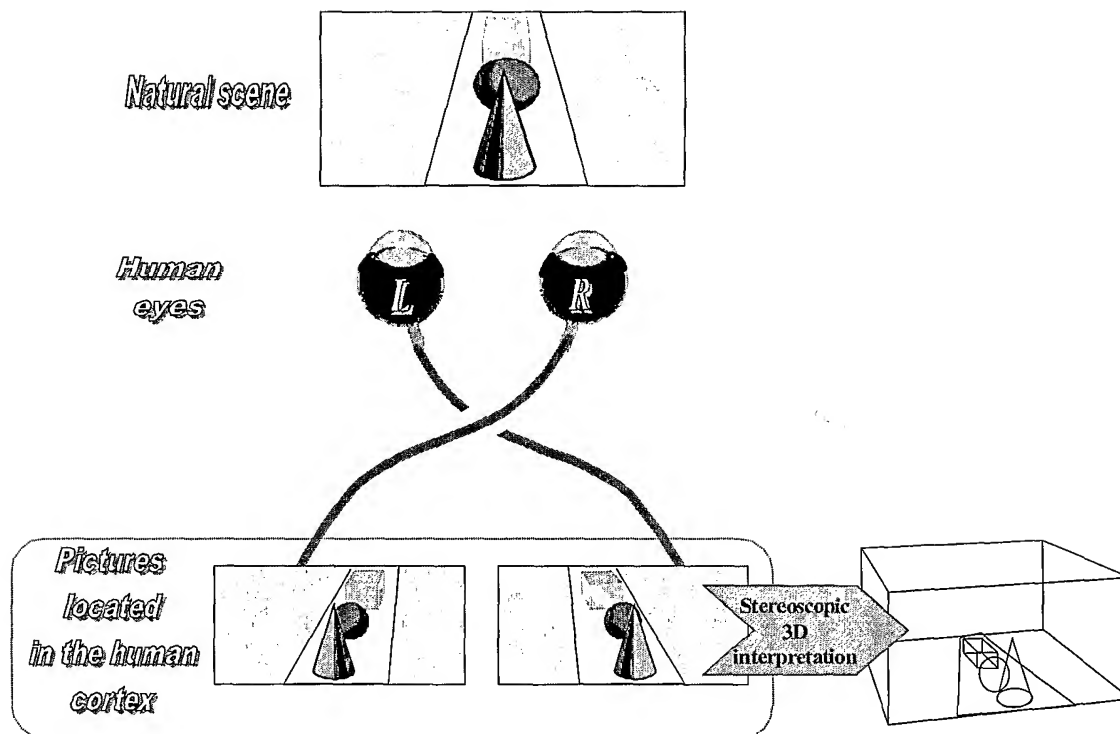 Natural scene
Human
eyes
L
R
Pictures
located
in the human
cortex
Stereoscopic
3D
interpretation